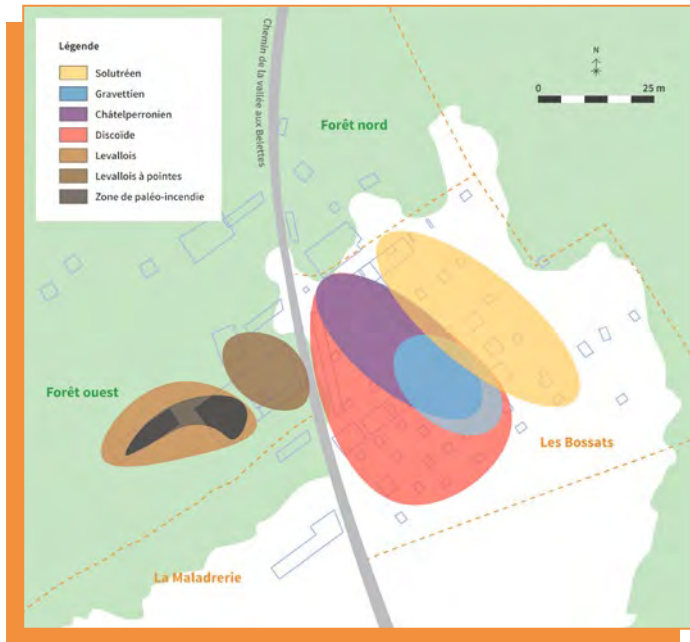 Légende
Solutréen
Gravettien
Châtelperronien
Discoïde
Levallois
Levallois à pointes
Zone de paléo-incendie
Chemin de la vallée aux Belettes
N
0 25 m
Forêt nord
Forêt ouest
Les Bossats
La Maladrerie